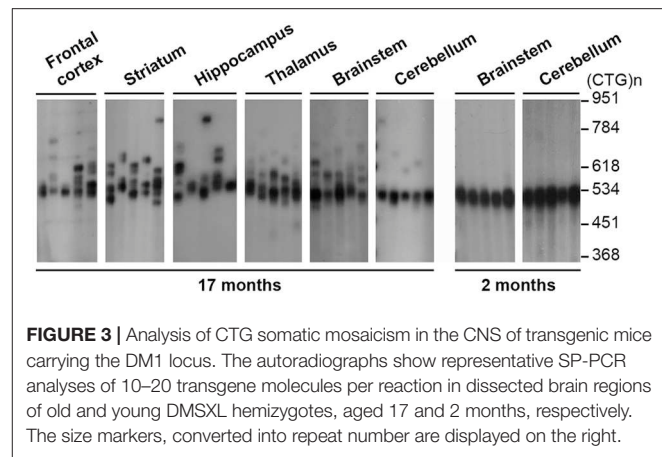 Frontal
cortex
Striatum
Hippocampus
Thalamus
Brainstem
Cerebellum
Brainstem
Cerebellum
(CTG)n
951
784
618
534
451
368
17 months
2 months
FIGURE 3 | Analysis of CTG somatic mosaicism in the CNS of transgenic mice
carrying the DM1 locus. The autoradiographs show representative SP-PCR
analyses of 10–20 transgene molecules per reaction in dissected brain regions
of old and young DMSXL hemizygotes, aged 17 and 2 months, respectively.
The size markers, converted into repeat number are displayed on the right.